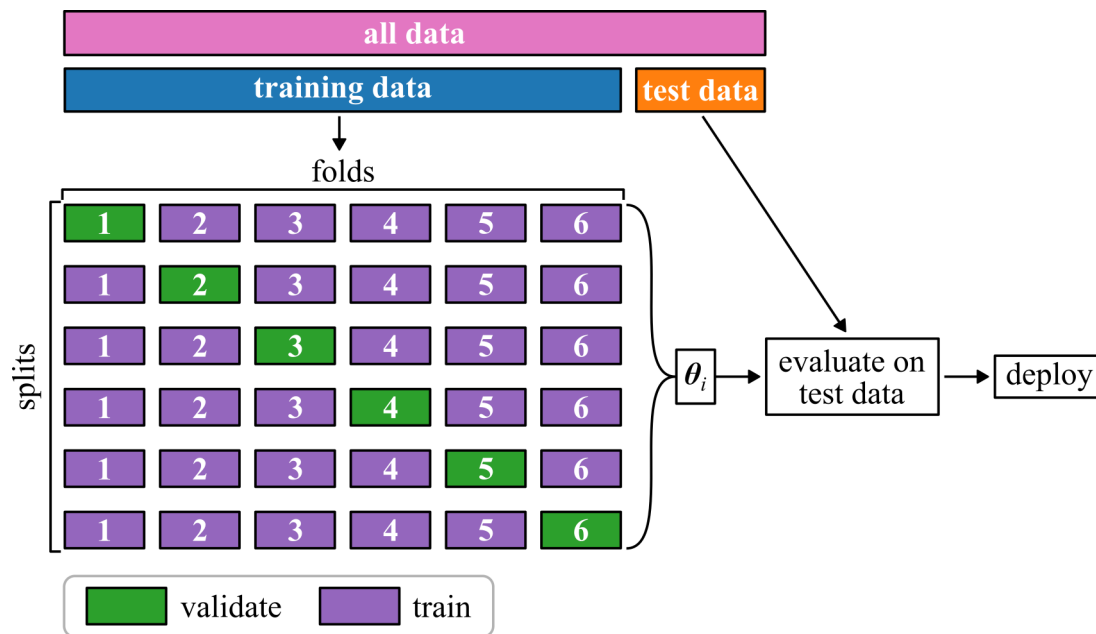 all data
training data test data
folds
1 2 3 4 5 6
1 2 3 4 5 6
1 2 3 4 5 6
1 2 3 4 5 6
1 2 3 4 5 6
1 2 3 4 5 6
splits
θi
evaluate on
test data
deploy
validate train